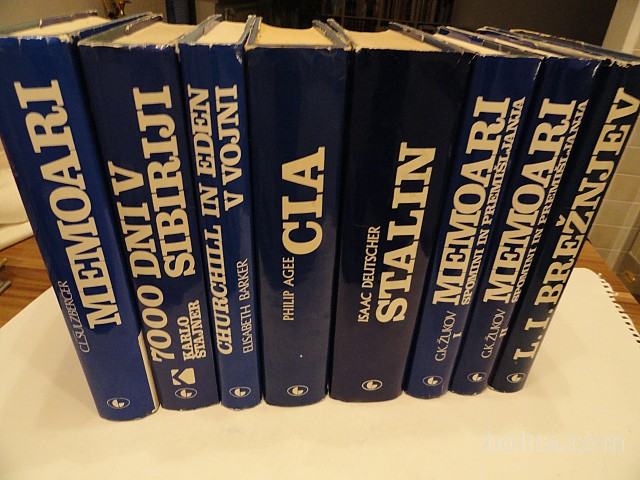 C.L. SULZBERGER
MEMOARI
7000 DNI V
SIBIRIJI
KARLO
ŠTAJNER
CHURCHILL IN EDEN
V VOJNI
ELISABETH BARKER
PHILIP AGEE
CIA
ISAAC DEUTSCHER
STALIN
G.K. ŽUKOV
MEMOARI
SPOMINI IN PREMIŠLJANJA
I
G.K. ŽUKOV
MEMOARI
SPOMINI IN PREMIŠLJANJA
II
L. I. BREŽNJEV